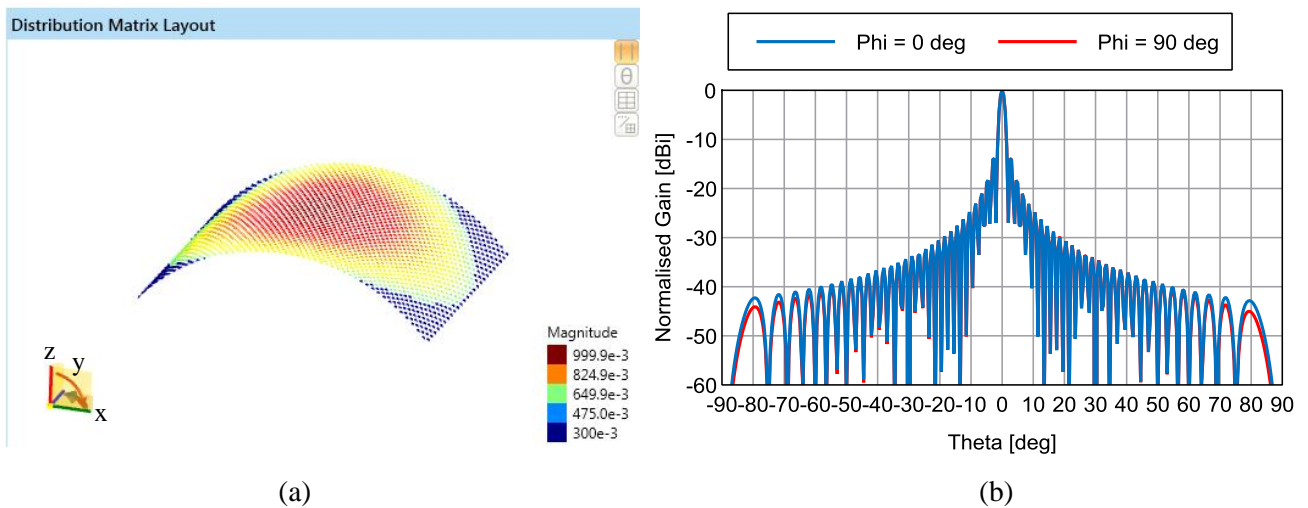 Distribution Matrix Layout
θ
z
y
x
Magnitude
999.9e-3
824.9e-3
649.9e-3
475.0e-3
300e-3
(a)
Phi = 0 deg
Phi = 90 deg
Normalised Gain [dBi]
0
-10
-20
-30
-40
-50
-60
-90-80-70-60-50-40-30-20-10 0 10 20 30 40 50 60 70 80 90
Theta [deg]
(b)